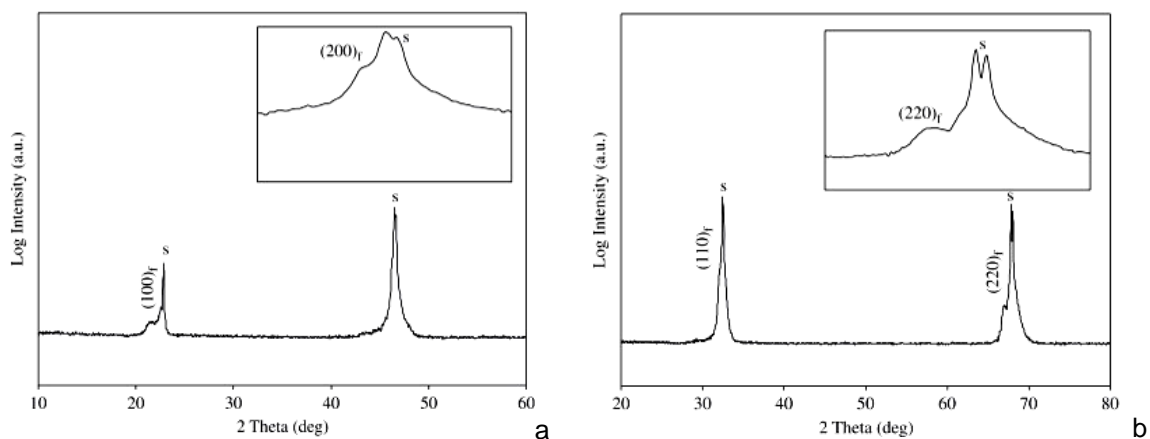 (200)f
s
Log Intensity (a.u.)
(100)f
s
s
10
20
30
40
50
60
2 Theta (deg)
a
s
(220)f
Log Intensity (a.u.)
(110)f
s
(220)f
s
20
30
40
50
60
70
80
2 Theta (deg)
b